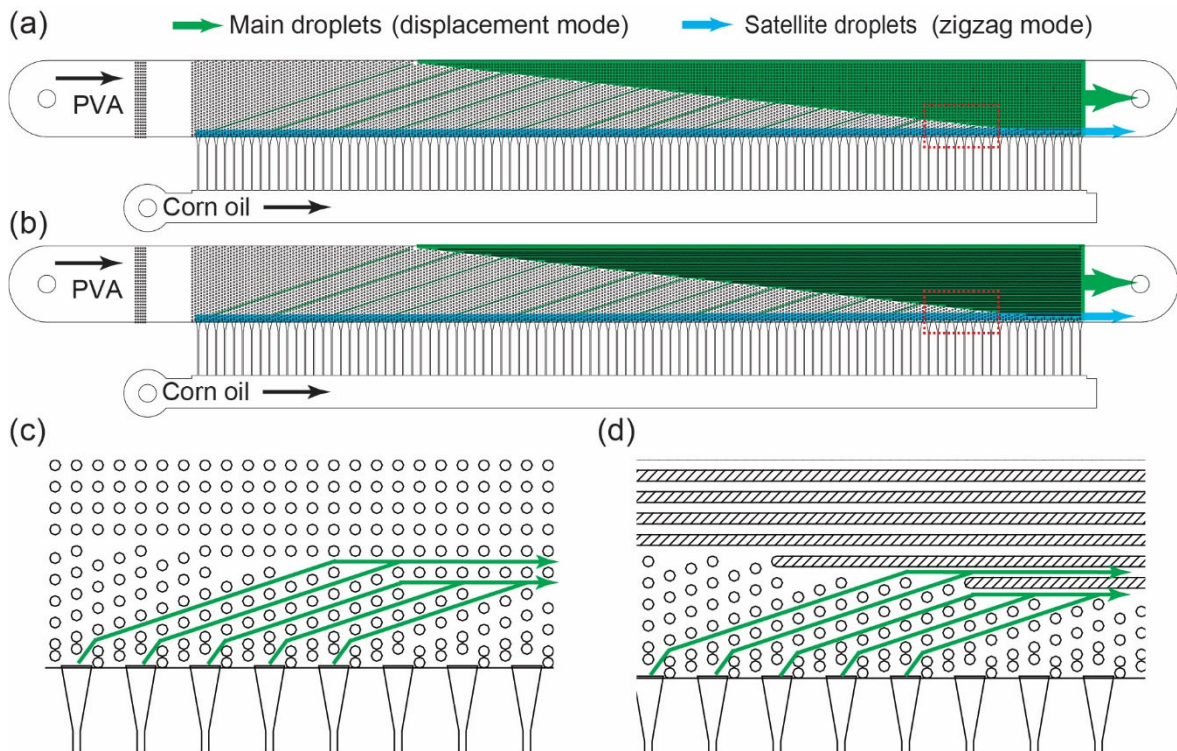 (a)
Main droplets (displacement mode)
Satellite droplets (zigzag mode)
PVA
Corn oil
(b)
PVA
Corn oil
(c)
(d)